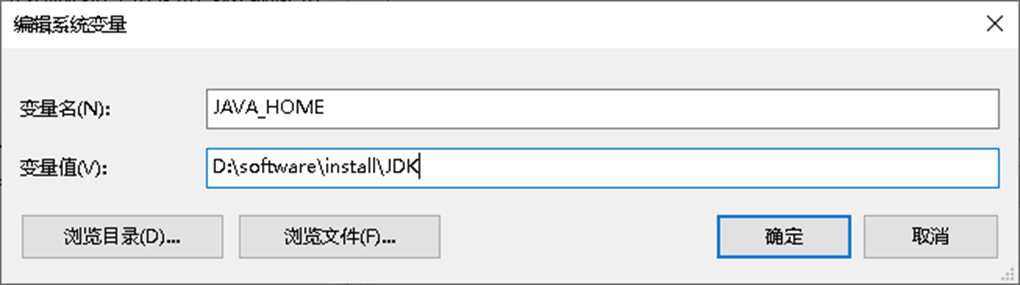 编辑系统变量
变量名(N):
JAVA_HOME
变量值(V):
D:\software\install\JDK
浏览目录(D)...
浏览文件(F)...
确定
取消